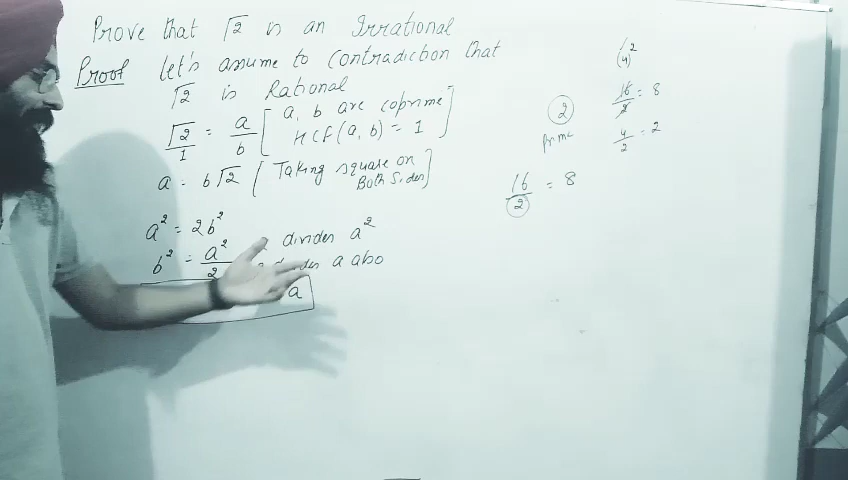 Prove that √2 is an Irrational
Proof Let's assume to contradiction that
√2 is Rational
√2/1 = a/b [a, b are coprime
HCF(a, b) = 1]
a = b√2 [Taking square on
Both Sides]
a² = 2b²
divides a²
b² = a²/2
a also
a
(4)²
16/2 = 8
2
prime
4/2 = 2
16/2 = 8